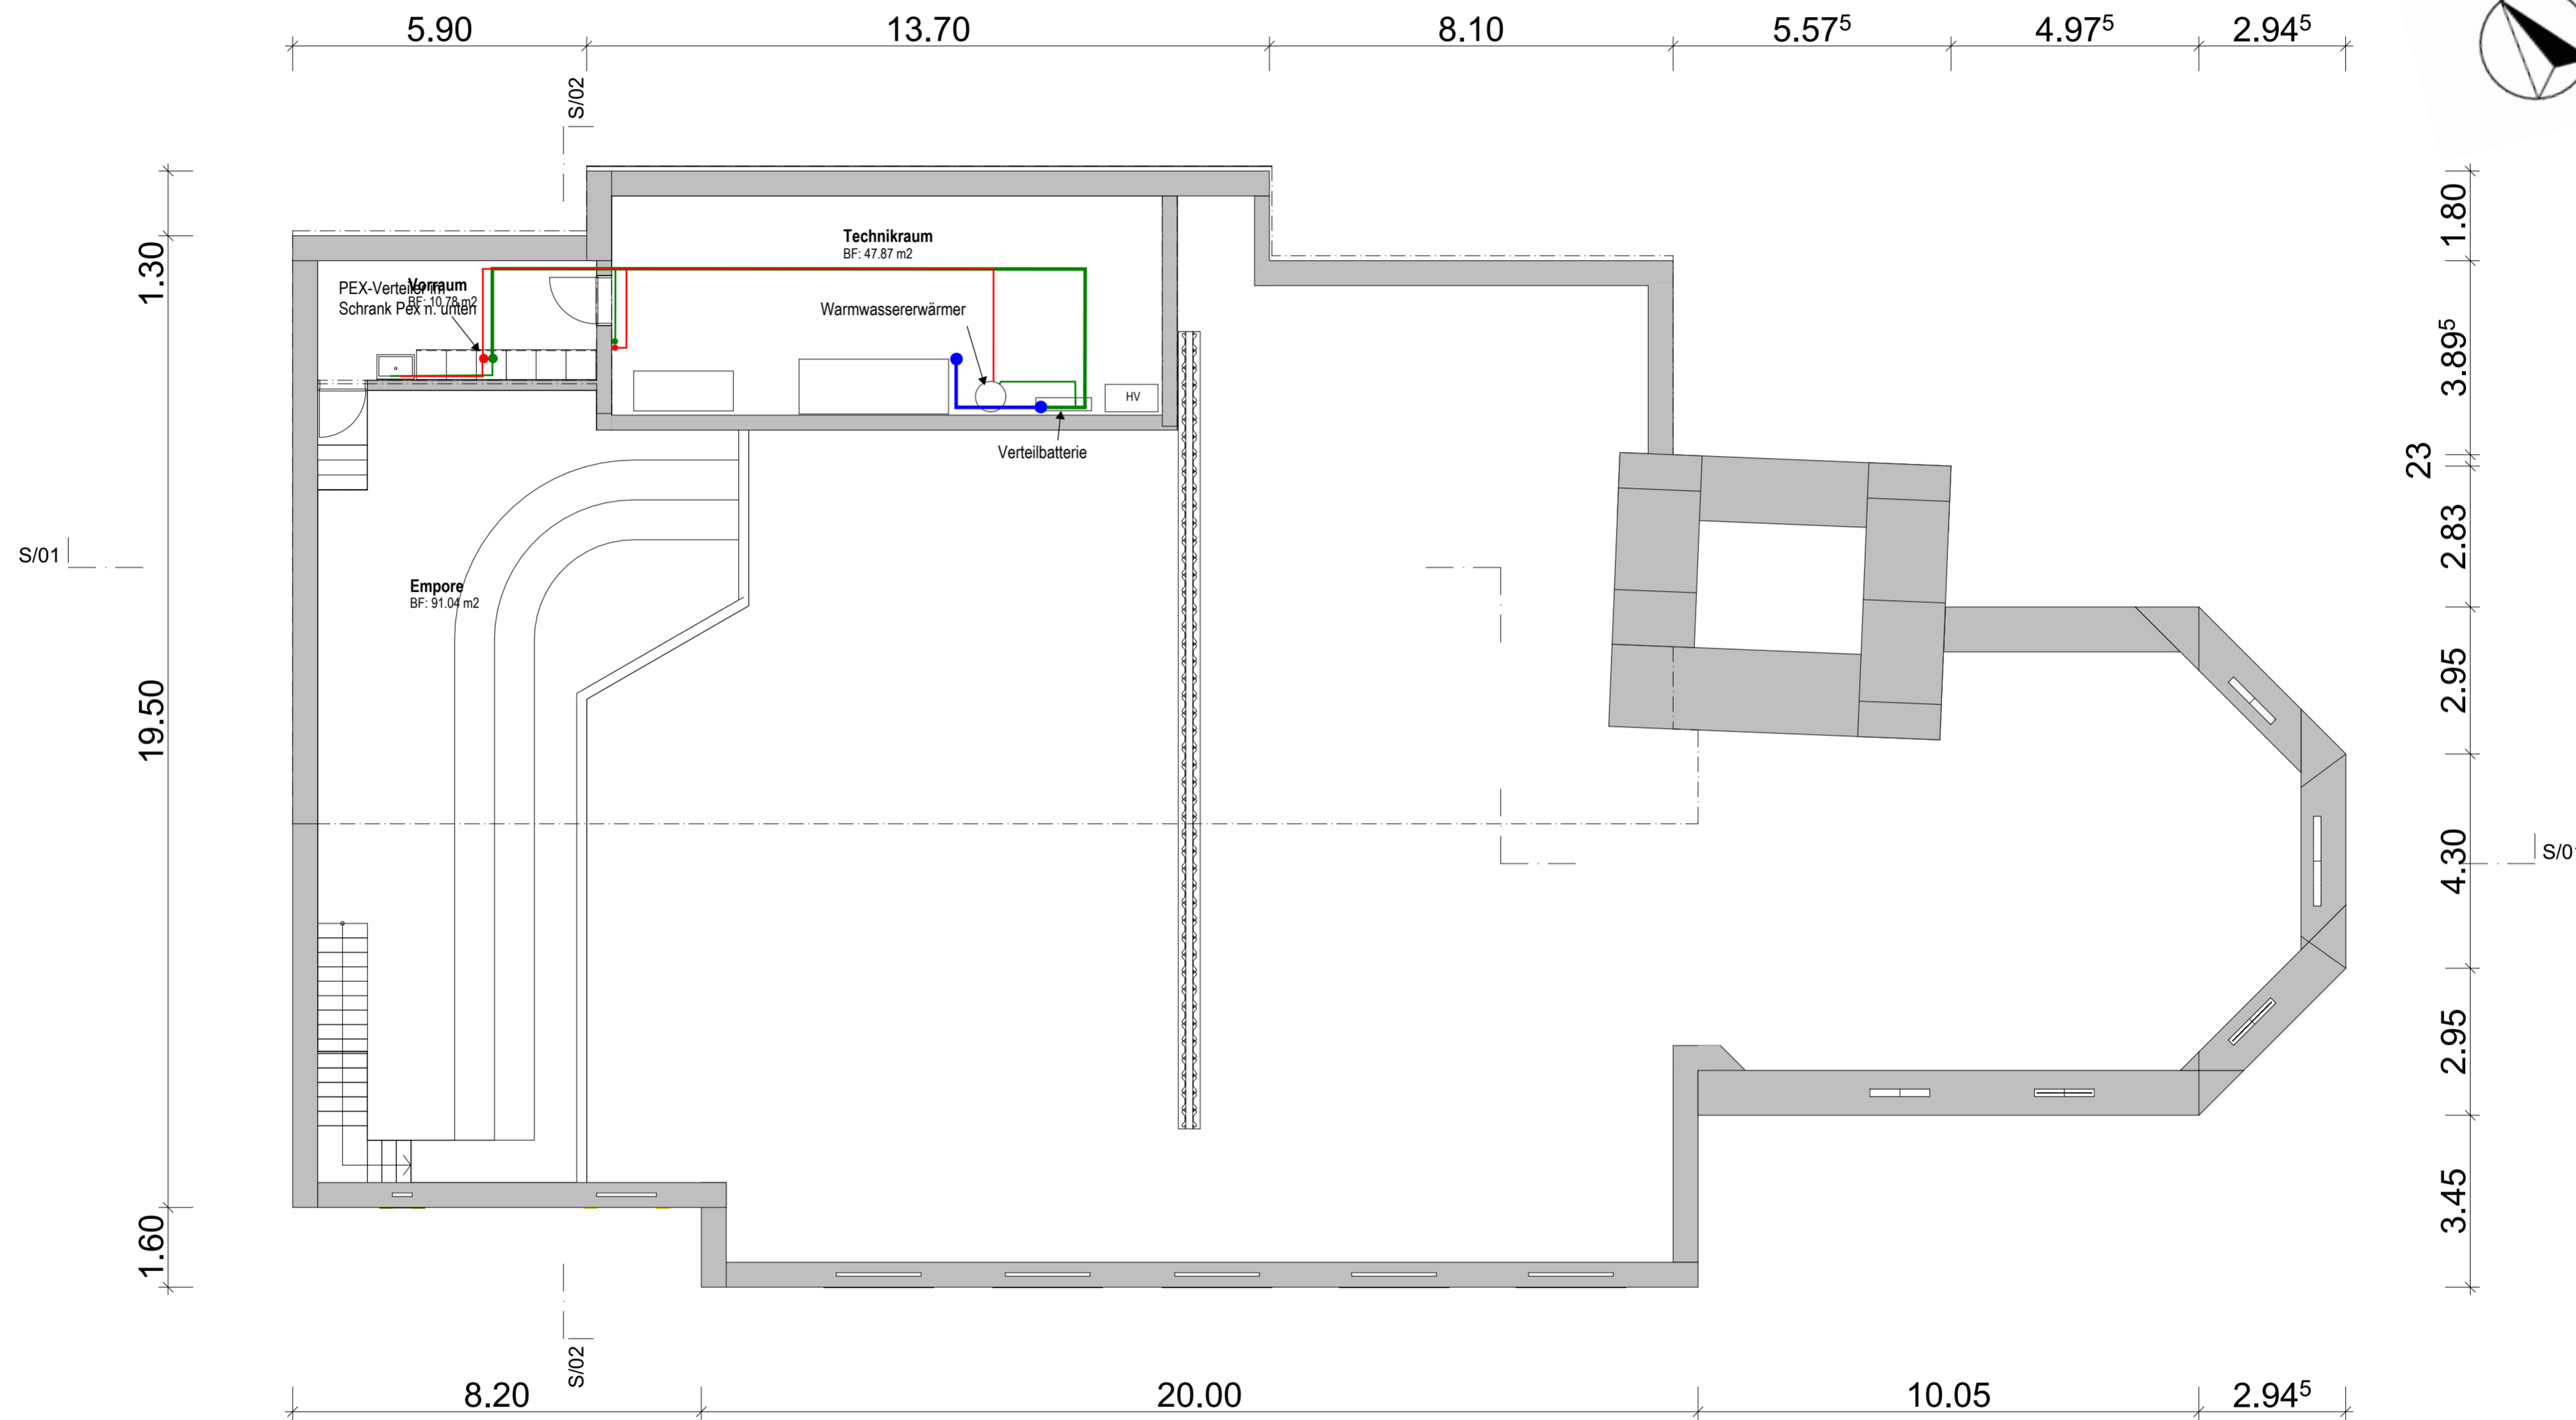 5.90 13.70 8.10 5.57⁵ 4.97⁵ 2.94⁵
S/02
1.30
19.50
1.60
1.80
3.89⁵
23
2.83
2.95
4.30
2.95
3.45
Technikraum
BF: 47.87 m2
PEX-Verteiler im
Schrank Pex n. unten
Vorraum
BF: 10.78 m2
Warmwassererwärmer
HV
Verteilbatterie
S/01
Empore
BF: 91.04 m2
S/0
S/02
8.20 20.00 10.05 2.94⁵